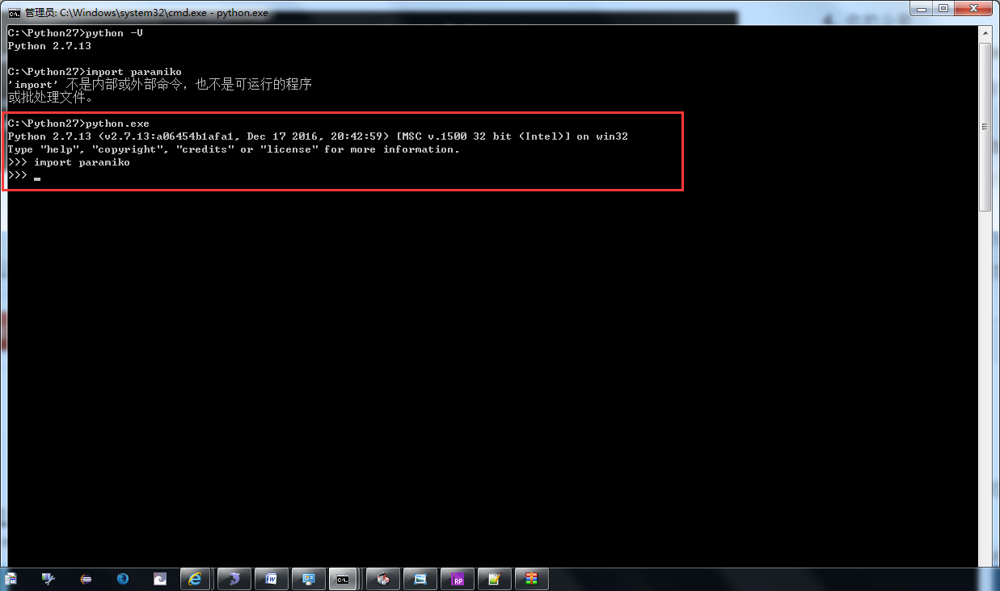 管理员: C:\Windows\system32\cmd.exe - python.exe
C:\Python27>python -V
Python 2.7.13
C:\Python27>import paramiko
'import' 不是内部或外部命令，也不是可运行的程序
或批处理文件。
C:\Python27>python.exe
Python 2.7.13 (v2.7.13:a06454b1afa1, Dec 17 2016, 20:42:59) [MSC v.1500 32 bit (Intel)] on win32
Type "help", "copyright", "credits" or "license" for more information.
>>> import paramiko
>>>
RP